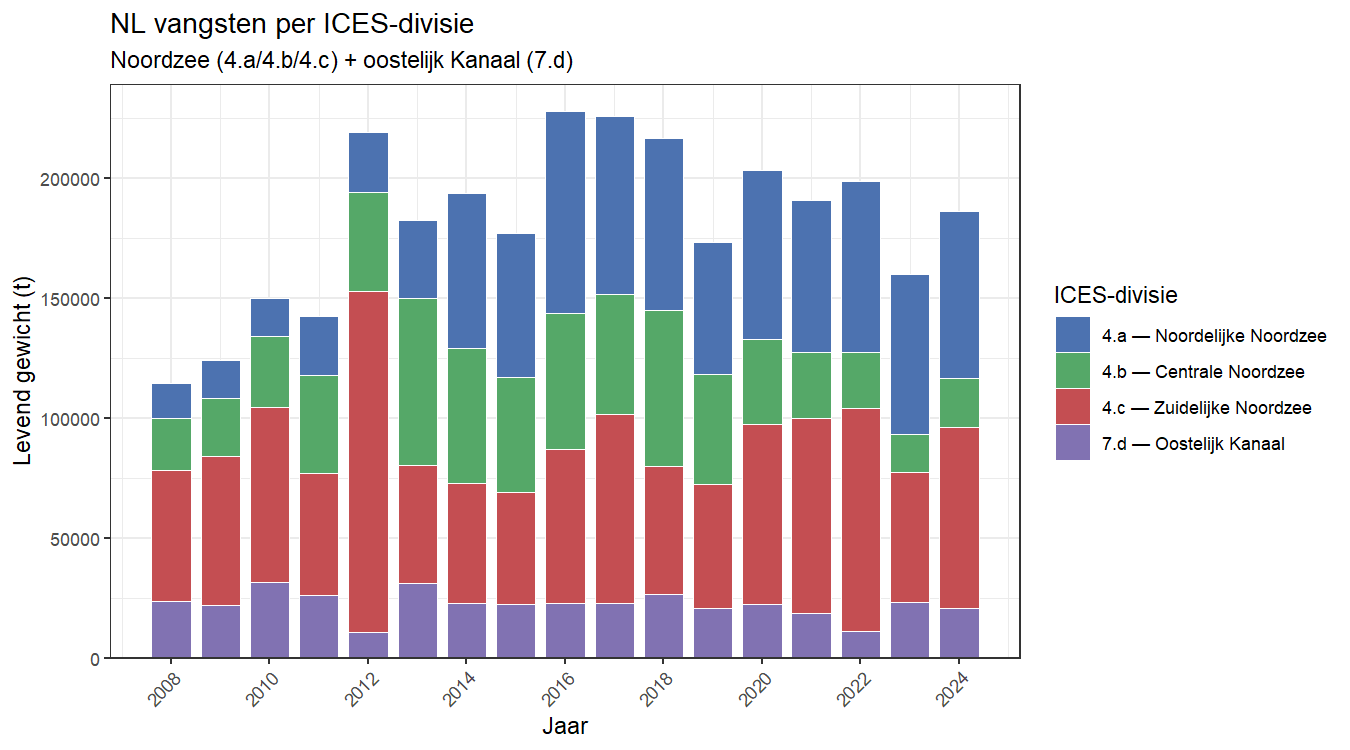 NL vangsten per ICES-divisie
Noordzee (4.a/4.b/4.c) + oostelijk Kanaal (7.d)
Levend gewicht (t)
200000
150000
100000
50000
0
2008
2010
2012
2014
2016
2018
2020
2022
2024
Jaar
ICES-divisie
4.a — Noordelijke Noordzee
4.b — Centrale Noordzee
4.c — Zuidelijke Noordzee
7.d — Oostelijk Kanaal